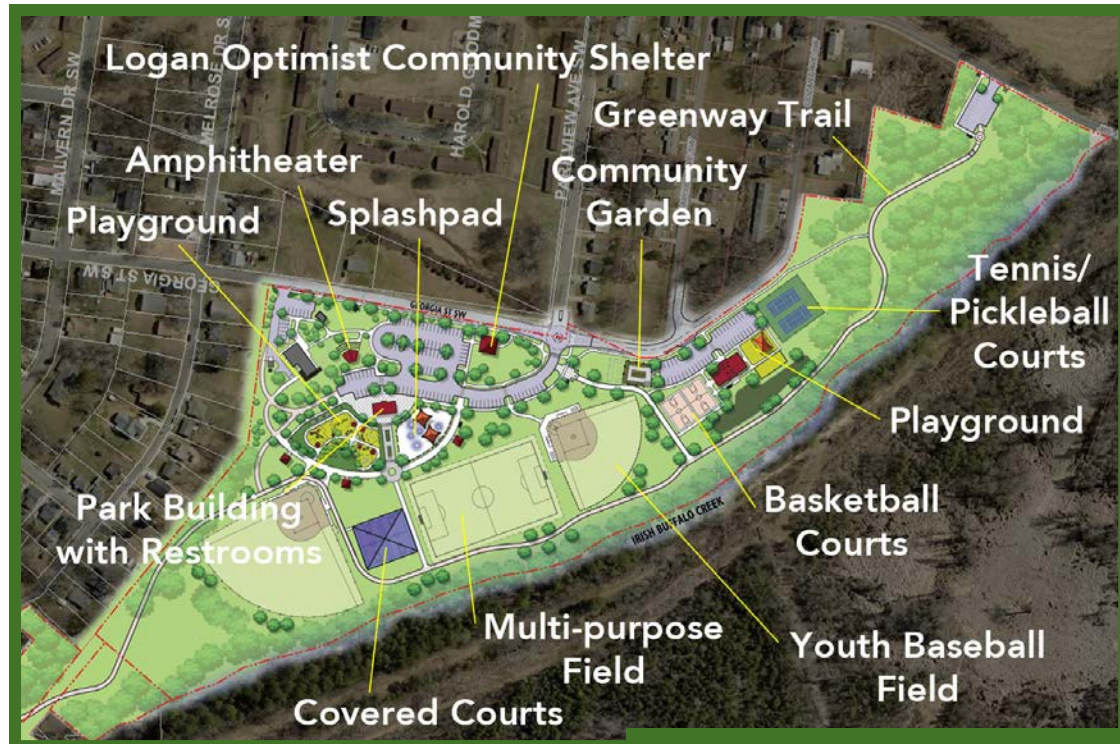 MALVERN DR SW
MELROSE DR S
HAROLD GOODM
PARKVIEW AVE SW
Logan Optimist Community Shelter
Greenway Trail
Amphitheater
Community
Garden
Playground
Splashpad
GEORGIA ST SW
GEORGIA ST SW
Tennis/
Pickleball
Courts
Playground
Park Building
with Restrooms
Basketball
Courts
IRISH BUFFALO CREEK
Multi-purpose
Field
Youth Baseball
Field
Covered Courts